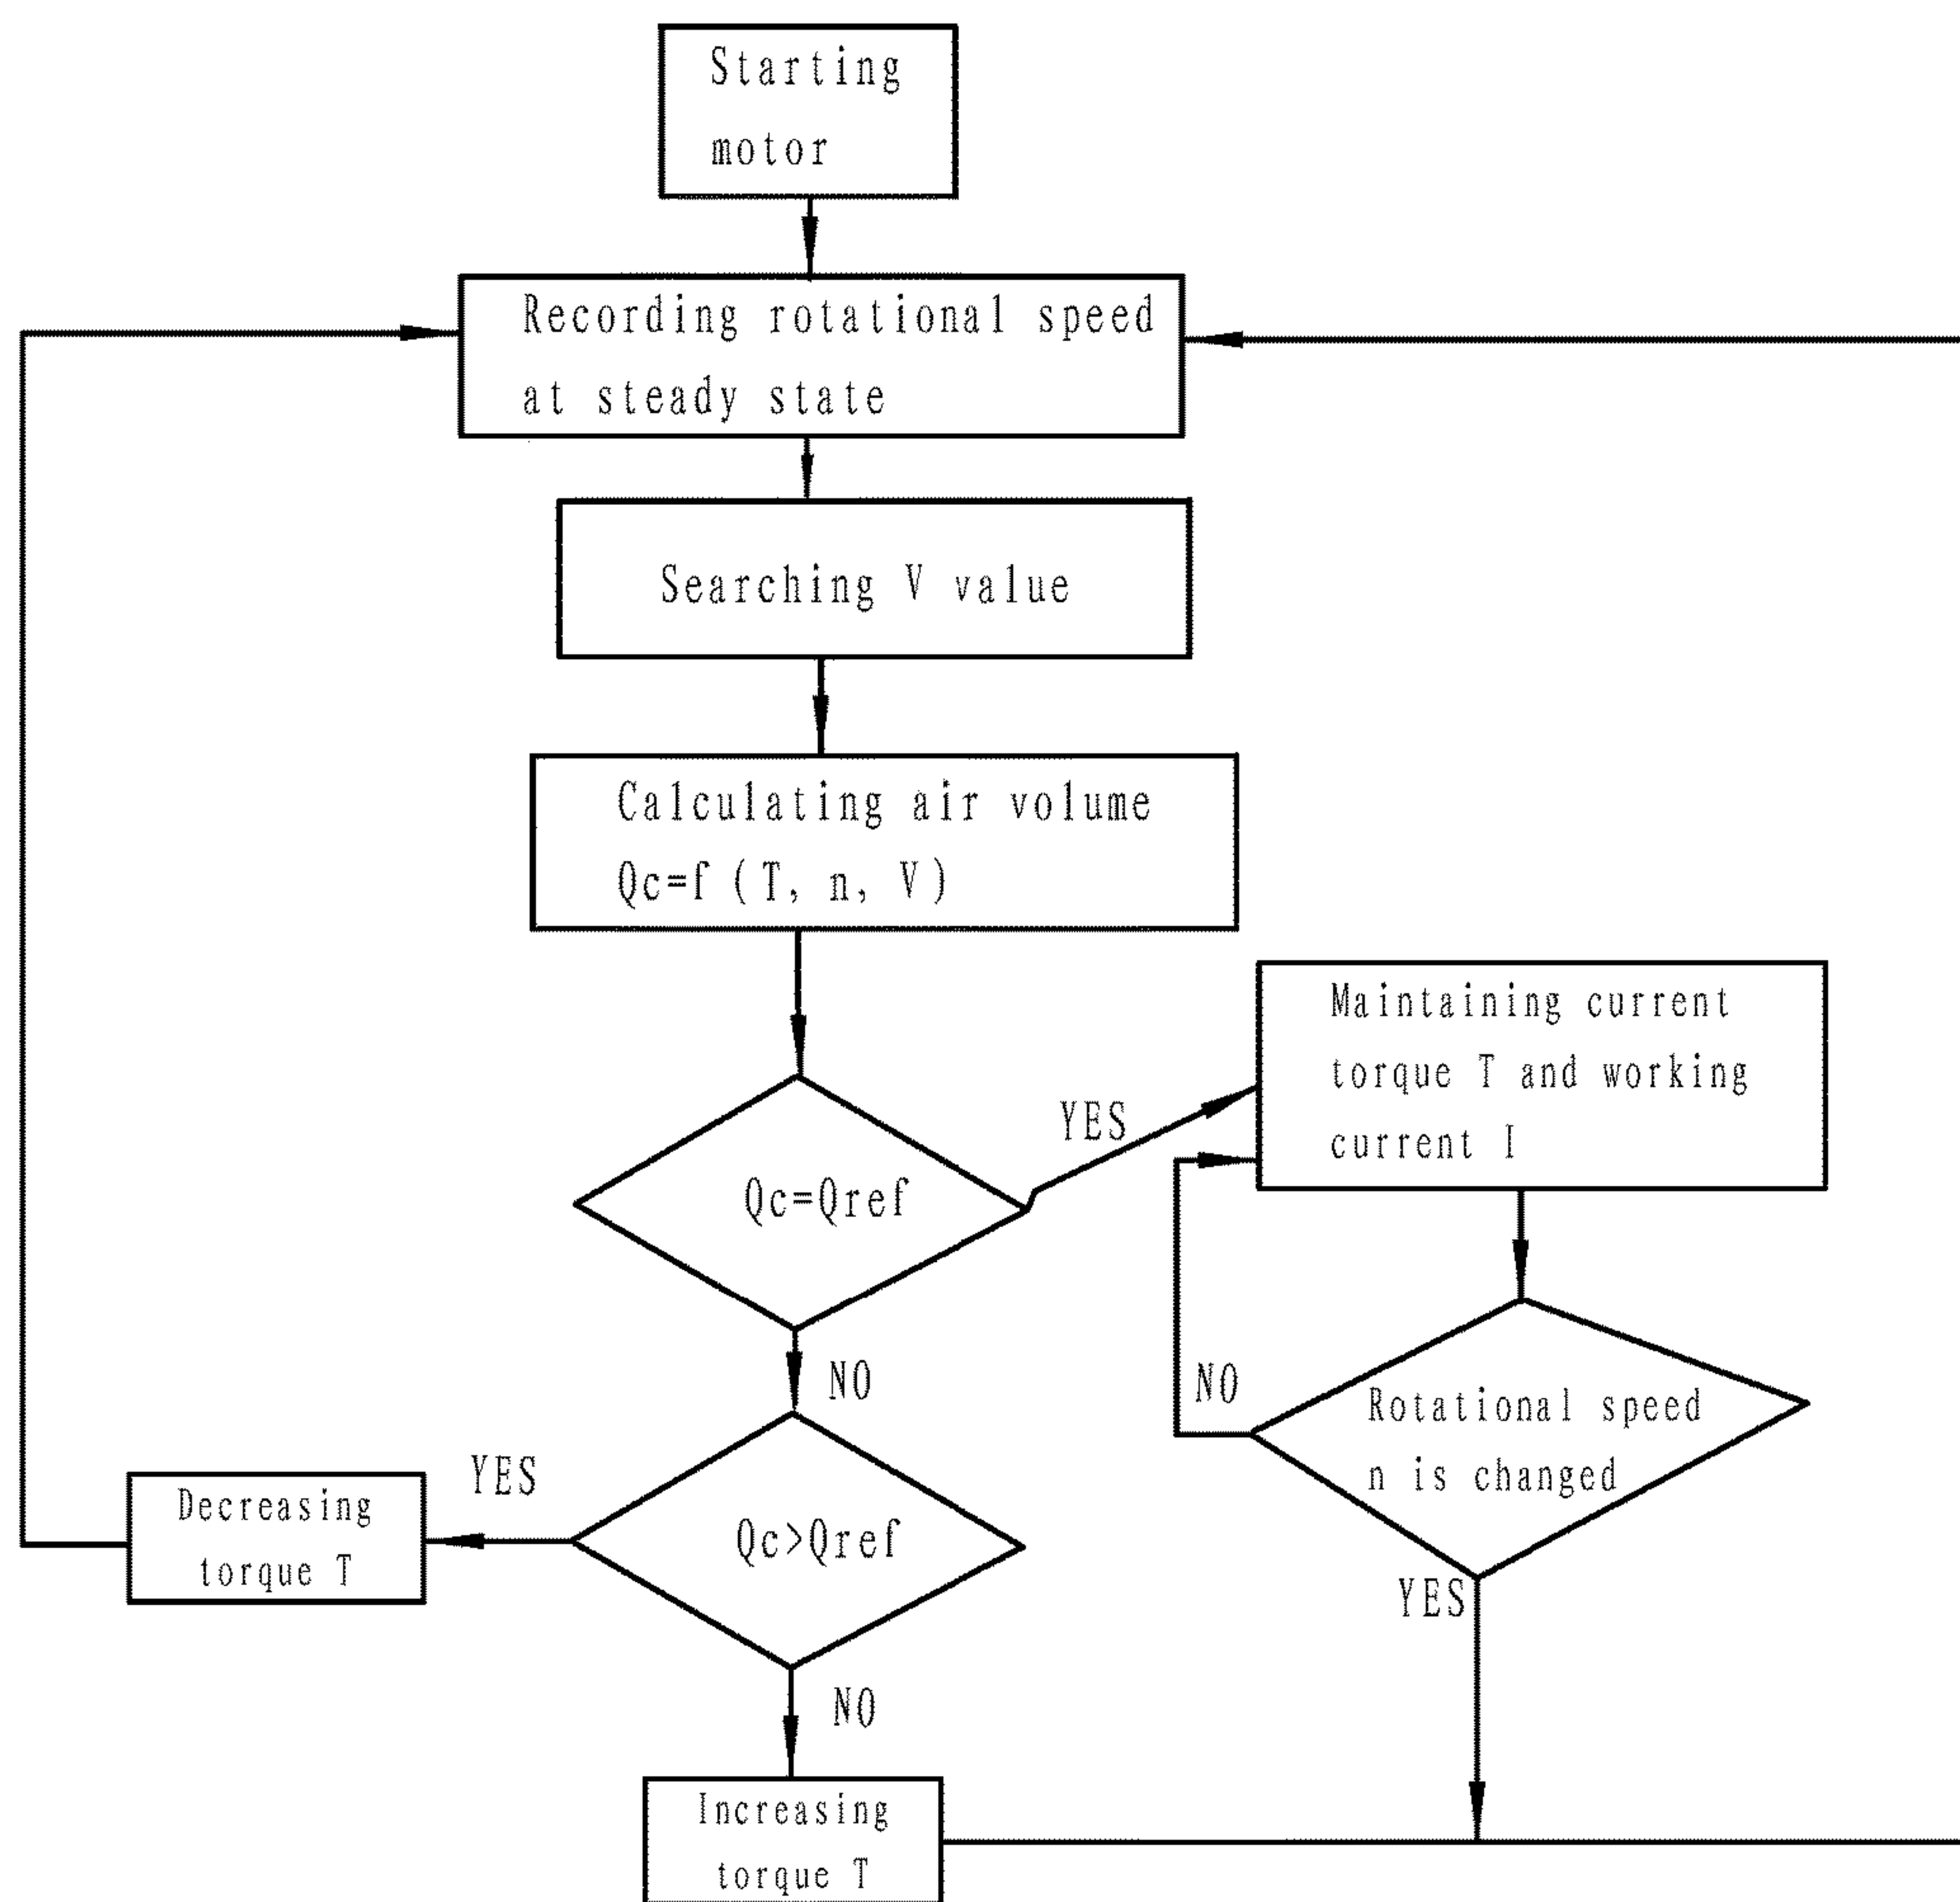 Starting
motor
Recording rotational speed
at steady state
Searching V value
Calculating air volume
Qc=f (T, n, V)
Maintaining current
torque T and working
current I
YES
Qc=Qref
NO
NO
Rotational speed
n is changed
YES
Decreasing
torque T
Qc>Qref
YES
NO
Increasing
torque T